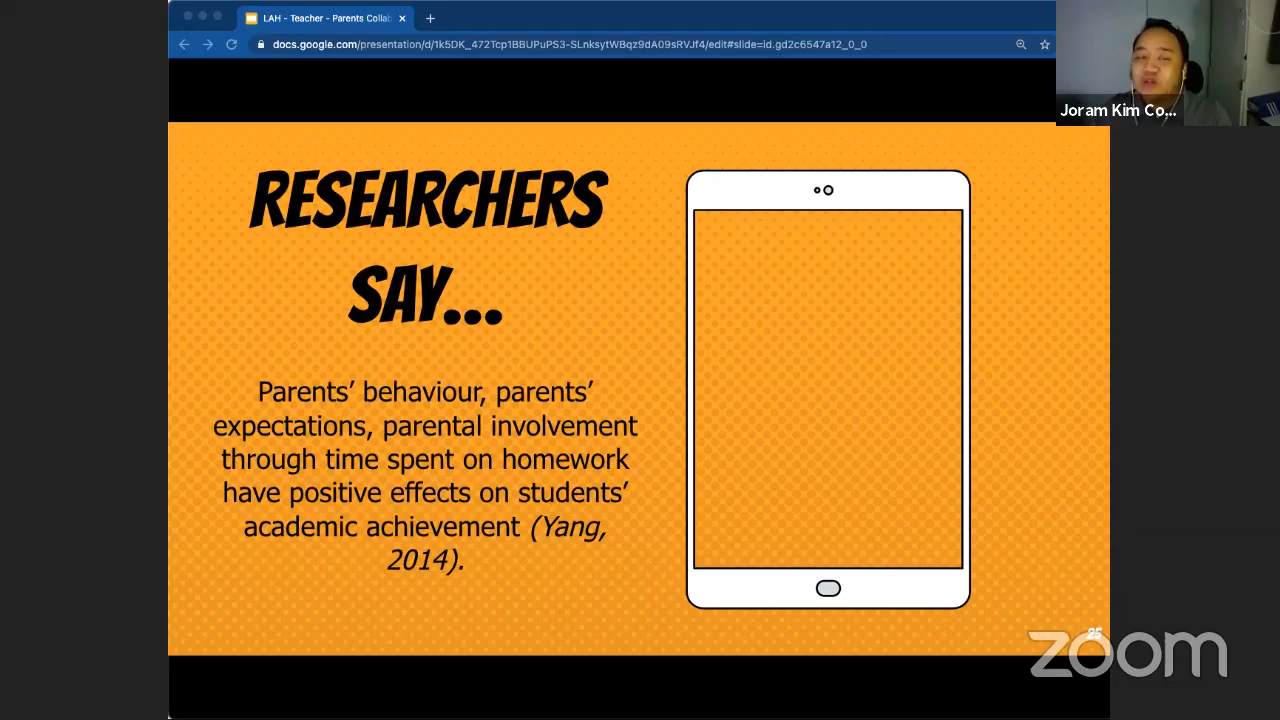 LAH - Teacher - Parents Collab
docs.google.com/presentation/d/1k5DK_472Tcp1BBUPuPS3-SLnksytWBqz9dA09sRVJf4/edit#slide=id.gd2c6547a12_0_0
Joram Kim Co...
RESEARCHERS
SAY...
Parents’ behaviour, parents’
expectations, parental involvement
through time spent on homework
have positive effects on students’
academic achievement (Yang,
2014).
25
zoom